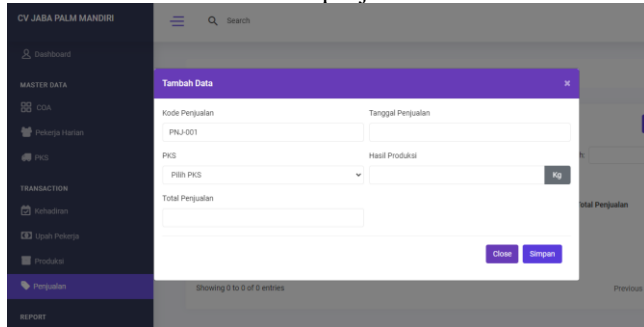 CV JABA PALM MANDIRI
Search
Dashboard
MASTER DATA
COA
Pekerja Harian
PKS
TRANSACTION
Kehadiran
Upah Pekerja
Produksi
Penjualan
REPORT
Tambah Data
×
Kode Penjualan
Tanggal Penjualan
PNJ-001
PKS
Hasil Produksi
Pilih PKS
Kg
Total Penjualan
Close
Simpan
h:
otal Penjualan
Showing 0 to 0 of 0 entries
Previous